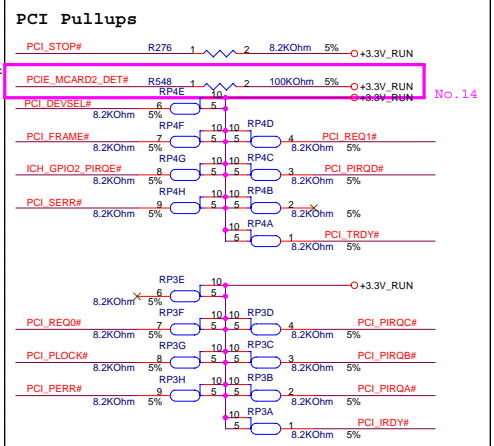 PCI Pullups
PCI_STOP# R276 1 2 8.2KOhm 5% +3.3V_RUN
PCIE_MCARD2_DET# R548 1 2 100KOhm 5% +3.3V_RUN
+3.3V_RUN No.14
PCI_DEVSEL# 6 RP4E 10
8.2KOhm 5% 5
PCI_FRAME# 7 RP4F 10 10 RP4D 4 PCI_REQ1#
8.2KOhm 5% 5 5 8.2KOhm 5%
ICH_GPIO2_PIRQE# 8 RP4G 10 10 RP4C 3 PCI_PIRQD#
8.2KOhm 5% 5 5 8.2KOhm 5%
PCI_SERR# 9 RP4H 10 10 RP4B 2
8.2KOhm 5% 5 5 8.2KOhm 5%
10 RP4A 1 PCI_TRDY#
5 8.2KOhm 5%
6 RP3E 10 +3.3V_RUN
8.2KOhm 5% 5
PCI_REQ0# 7 RP3F 10 10 RP3D 4 PCI_PIRQC#
8.2KOhm 5% 5 5 8.2KOhm 5%
PCI_PLOCK# 8 RP3G 10 10 RP3C 3 PCI_PIRQB#
8.2KOhm 5% 5 5 8.2KOhm 5%
PCI_PERR# 9 RP3H 10 10 RP3B 2 PCI_PIRQA#
8.2KOhm 5% 5 5 8.2KOhm 5%
10 RP3A 1 PCI_IRDY#
5 8.2KOhm 5%